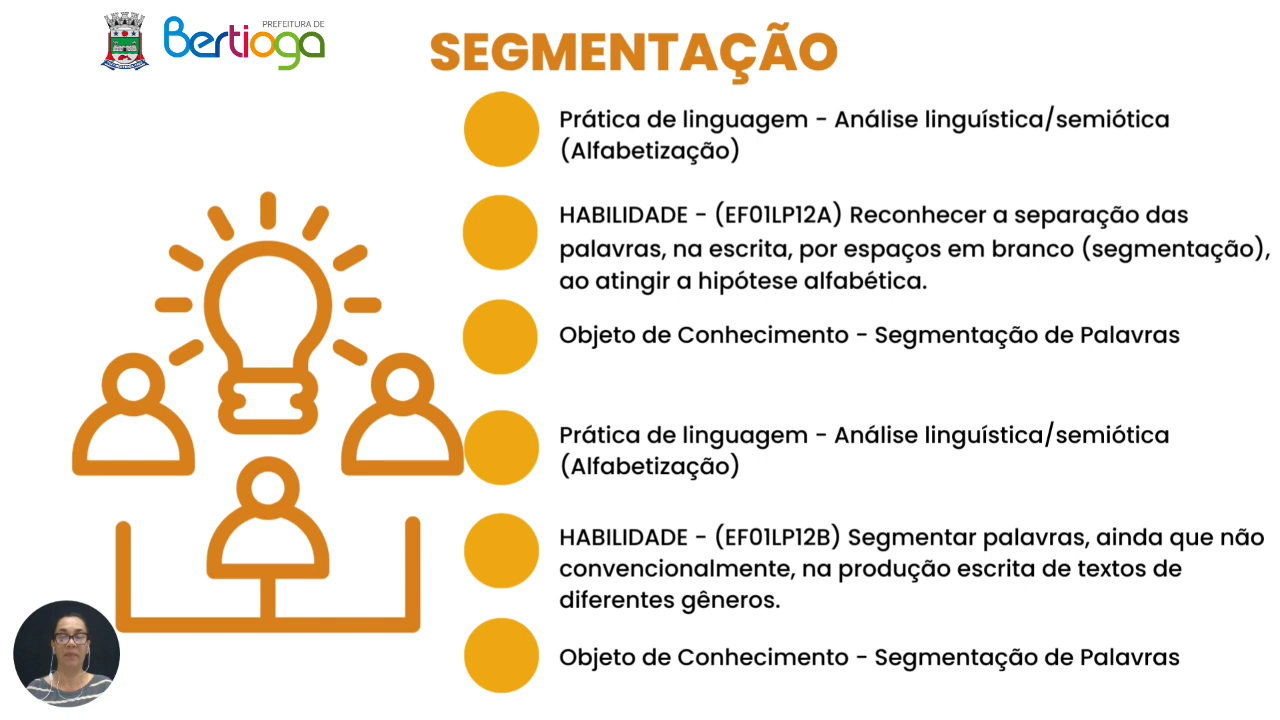 PREFEITURA DE
Bertioga
SEGMENTAÇÃO
Prática de linguagem - Análise linguística/semiótica
(Alfabetização)
HABILIDADE - (EF01LP12A) Reconhecer a separação das
palavras, na escrita, por espaços em branco (segmentação),
ao atingir a hipótese alfabética.
Objeto de Conhecimento - Segmentação de Palavras
Prática de linguagem - Análise linguística/semiótica
(Alfabetização)
HABILIDADE - (EF01LP12B) Segmentar palavras, ainda que não
convencionalmente, na produção escrita de textos de
diferentes gêneros.
Objeto de Conhecimento - Segmentação de Palavras